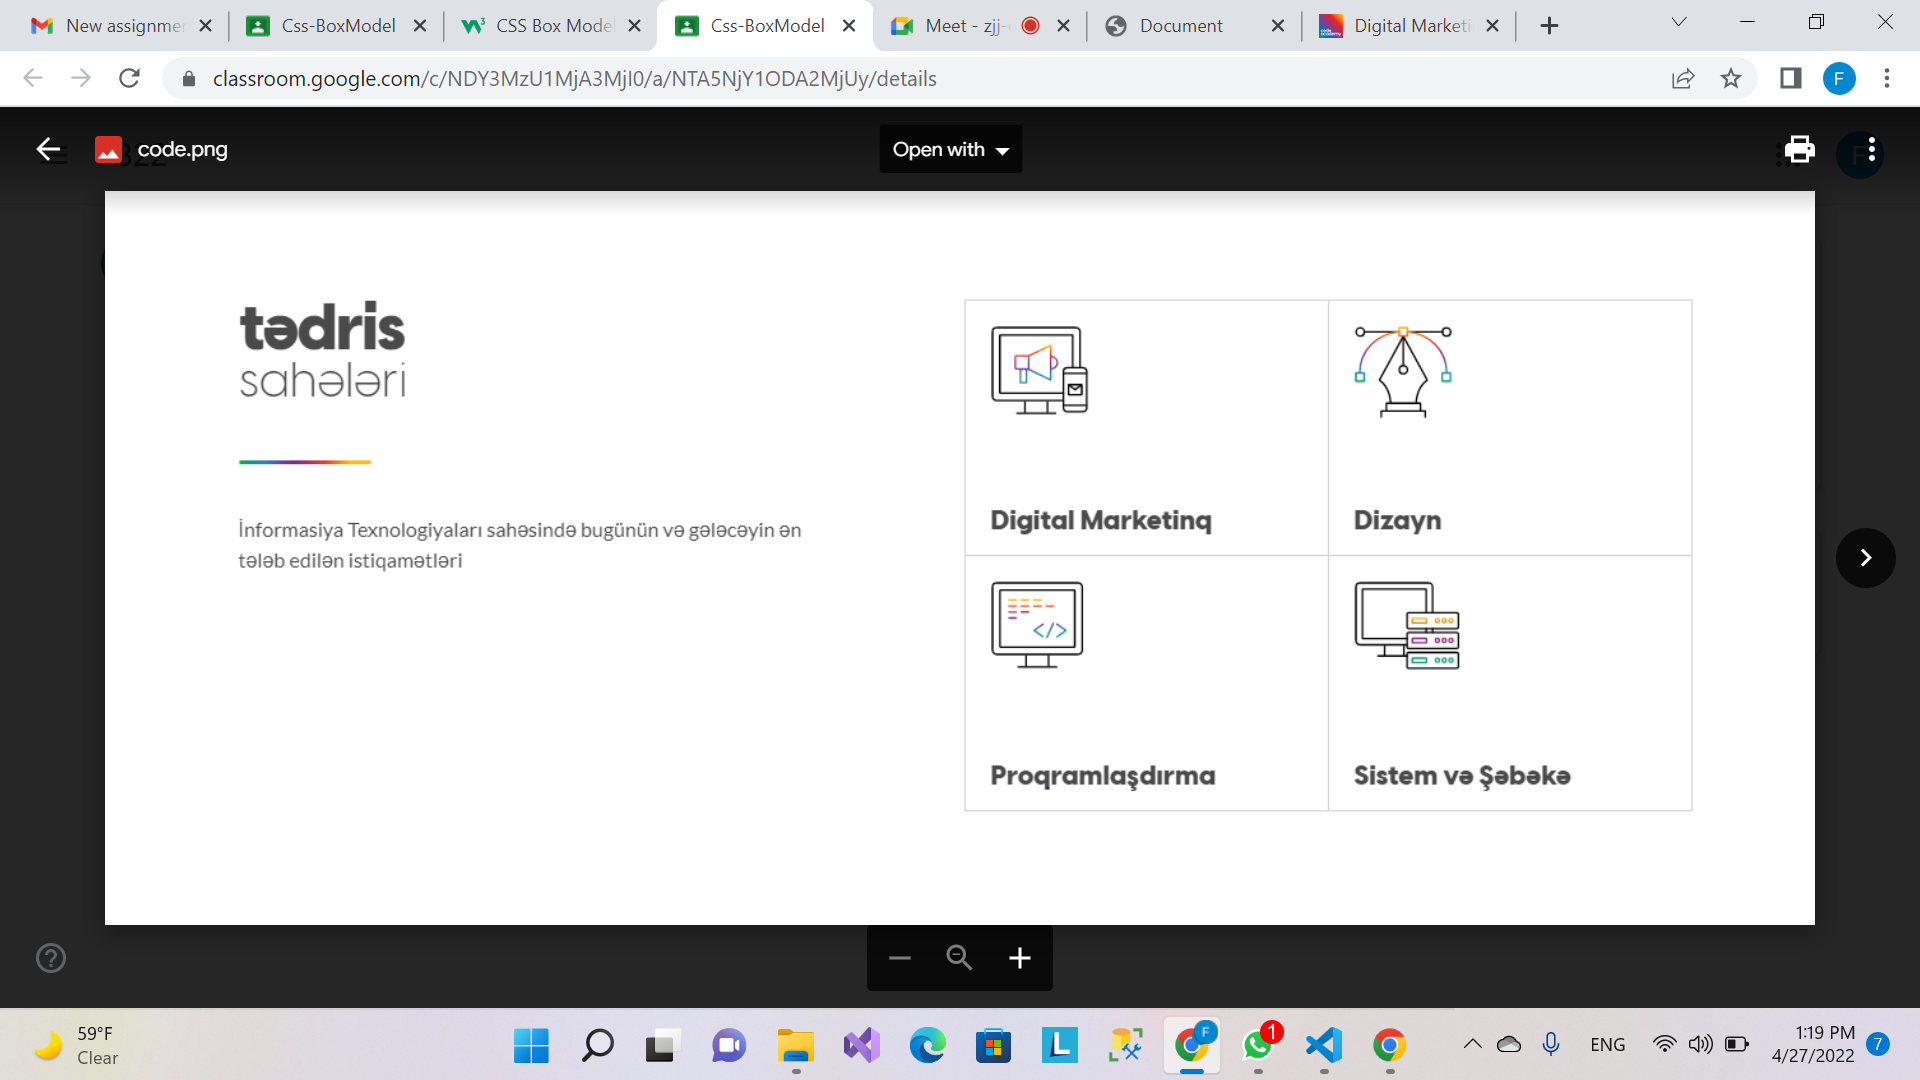 New assignme
Css-BoxModel
CSS Box Mode
Css-BoxModel
Meet - zjj-
Document
Digital Marketi
classroom.google.com/c/NDY3MzU1MjA3MjI0/a/NTA5NjY1ODA2MjUy/details
F
code.png
Open with
F
tədris
sahələri
İnformasiya Texnologiyaları sahəsində bugünün və gələcəyin ən
tələb edilən istiqamətləri
Digital Marketinq
Dizayn
Proqramlaşdırma
Sistem və Şəbəkə
59°F
Clear
L
F
1
ENG
1:19 PM
4/27/2022
7